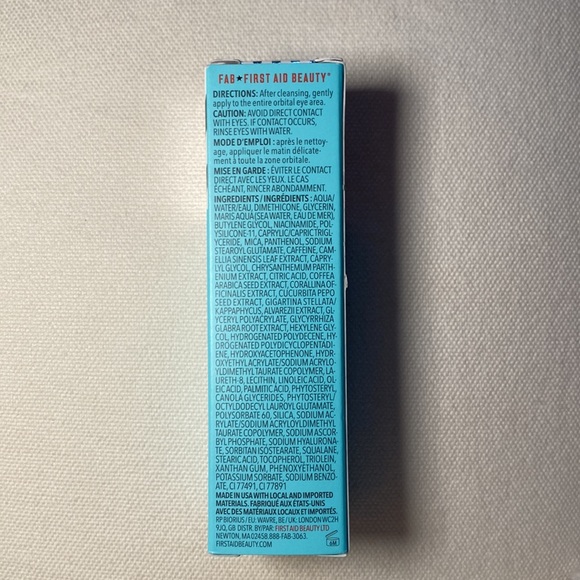 FAB★FIRST AID BEAUTY®
DIRECTIONS: After cleansing, gently
apply to the entire orbital eye area.
CAUTION: AVOID DIRECT CONTACT
WITH EYES. IF CONTACT OCCURS,
RINSE EYES WITH WATER.
MODE D'EMPLOI : après le nettoy-
age, appliquer le matin délicate-
ment à toute la zone orbitale.
MISE EN GARDE : ÉVITER LE CONTACT
DIRECT AVEC LES YEUX. LE CAS
ÉCHEANT, RINCER ABONDAMMENT.
INGREDIENTS / INGRÉDIENTS : AQUA/
WATER/EAU, DIMETHICONE, GLYCERIN,
MARIS AQUA (SEA WATER, EAU DE MER),
BUTYLENE GLYCOL, NIACINAMIDE, POL-
YSILICONE-11, CAPRYLIC/CAPRIC TRIGL-
YCERIDE, MICA, PANTHENOL, SODIUM
STEAROYL GLUTAMATE, CAFFEINE, CAM-
ELLIA SINENSIS LEAF EXTRACT, CAPRY-
LYL GLYCOL, CHRYSANTHEMUM PARTH-
ENIUM EXTRACT, CITRIC ACID, COFFEA
ARABICA SEED EXTRACT, CORALLINA OF-
FICINALIS EXTRACT, CUCURBITA PEPO
SEED EXTRACT, GIGARTINA STELLATA/
KAPPAPHYCUS, ALVAREZII EXTRACT, GL-
YCERYL POLYACRYLATE, GLYCYRRHIZA
GLABRA ROOT EXTRACT, HEXYLENE GLY-
COL, HYDROGENATED POLYDECENE, HY-
DROGENATED POLYDICYCLOPENTADI-
ENE, HYDROXYACETOPHENONE, HYDR-
OXYETHYL ACRYLATE/SODIUM ACRYLO-
YLDIMETHYL TAURATE COPOLYMER, LA-
URETH-8, LECITHIN, LINOLEIC ACID, OL-
EIC ACID, PALMITIC ACID, PHYTOSTERYL,
CANOLA GLYCERIDES, PHYTOSTERYL/
OCTYLDODECYL LAUROYL GLUTAMATE,
POLYSORBATE 60, SILICA, SODIUM AC-
RYLATE/SODIUM ACRYLOYLDIMETHYL
TAURATE COPOLYMER, SODIUM ASCOR-
BYL PHOSPHATE, SODIUM HYALURONA-
TE, SORBITAN ISOSTEARATE, SQUALANE,
STEARIC ACID, TOCOPHEROL, TRIOLEIN,
XANTHAN GUM, PHENOXYETHANOL,
POTASSIUM SORBATE, SODIUM BENZO-
ATE, CI 77491, CI 77891
MADE IN USA WITH LOCAL AND IMPORTED
MATERIALS. FABRIQUÉ AUX ÉTATS-UNIS
AVEC DES MATÉRIAUX LOCAUX ET IMPORTÉS.
RP BIORIUS / EU: WAVRE, BE / UK: LONDON WC2H
9JQ, GB DISTR. BY/PAR: FIRST AID BEAUTY LTD
NEWTON, MA 02458. 888-FAB-3063.
FIRSTAIDBEAUTY.COM
6M